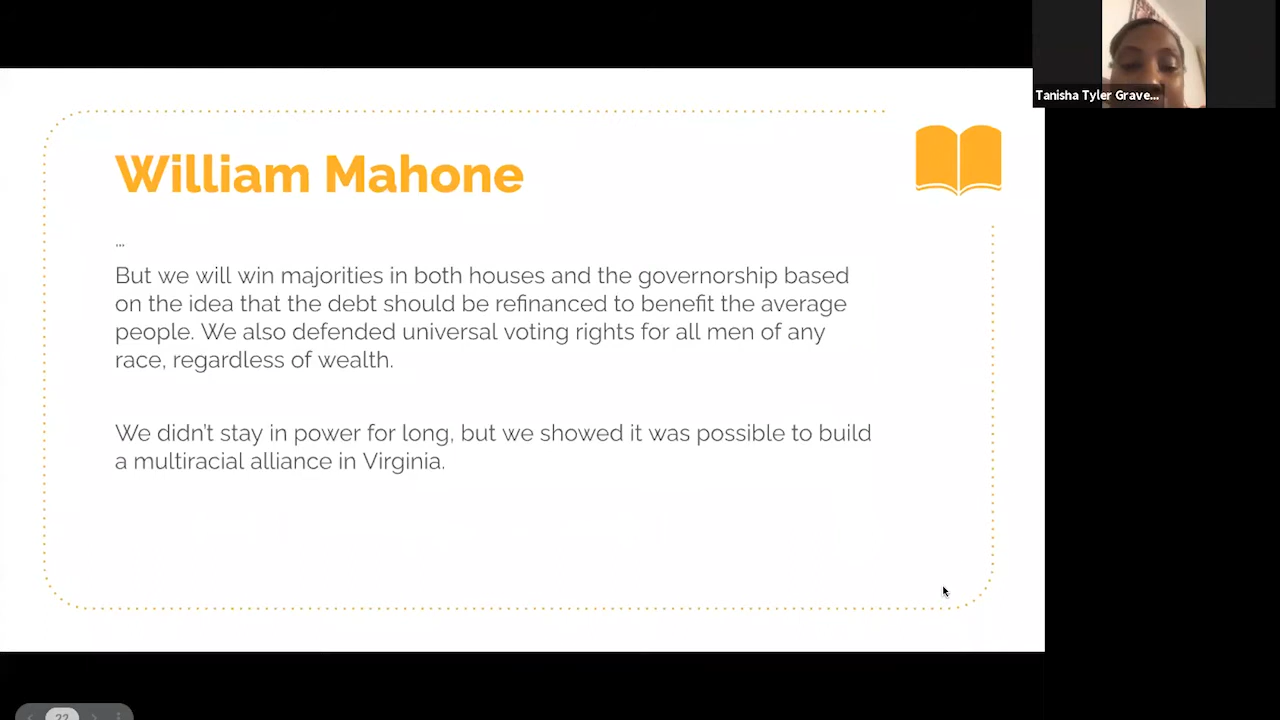 Tanisha Tyler Grave...
William Mahone
...
But we will win majorities in both houses and the governorship based
on the idea that the debt should be refinanced to benefit the average
people. We also defended universal voting rights for all men of any
race, regardless of wealth.
We didn’t stay in power for long, but we showed it was possible to build
a multiracial alliance in Virginia.
22